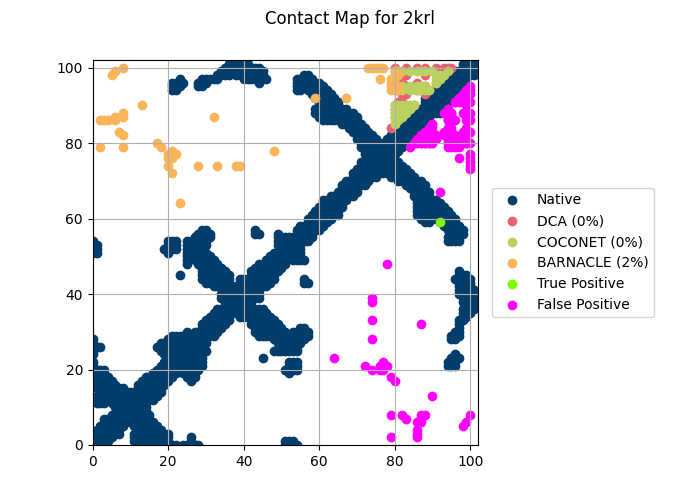 Contact Map for 2krl
100
80
60
40
20
0
0 20 40 60 80 100
Native
DCA (0%)
COCONET (0%)
BARNACLE (2%)
True Positive
False Positive